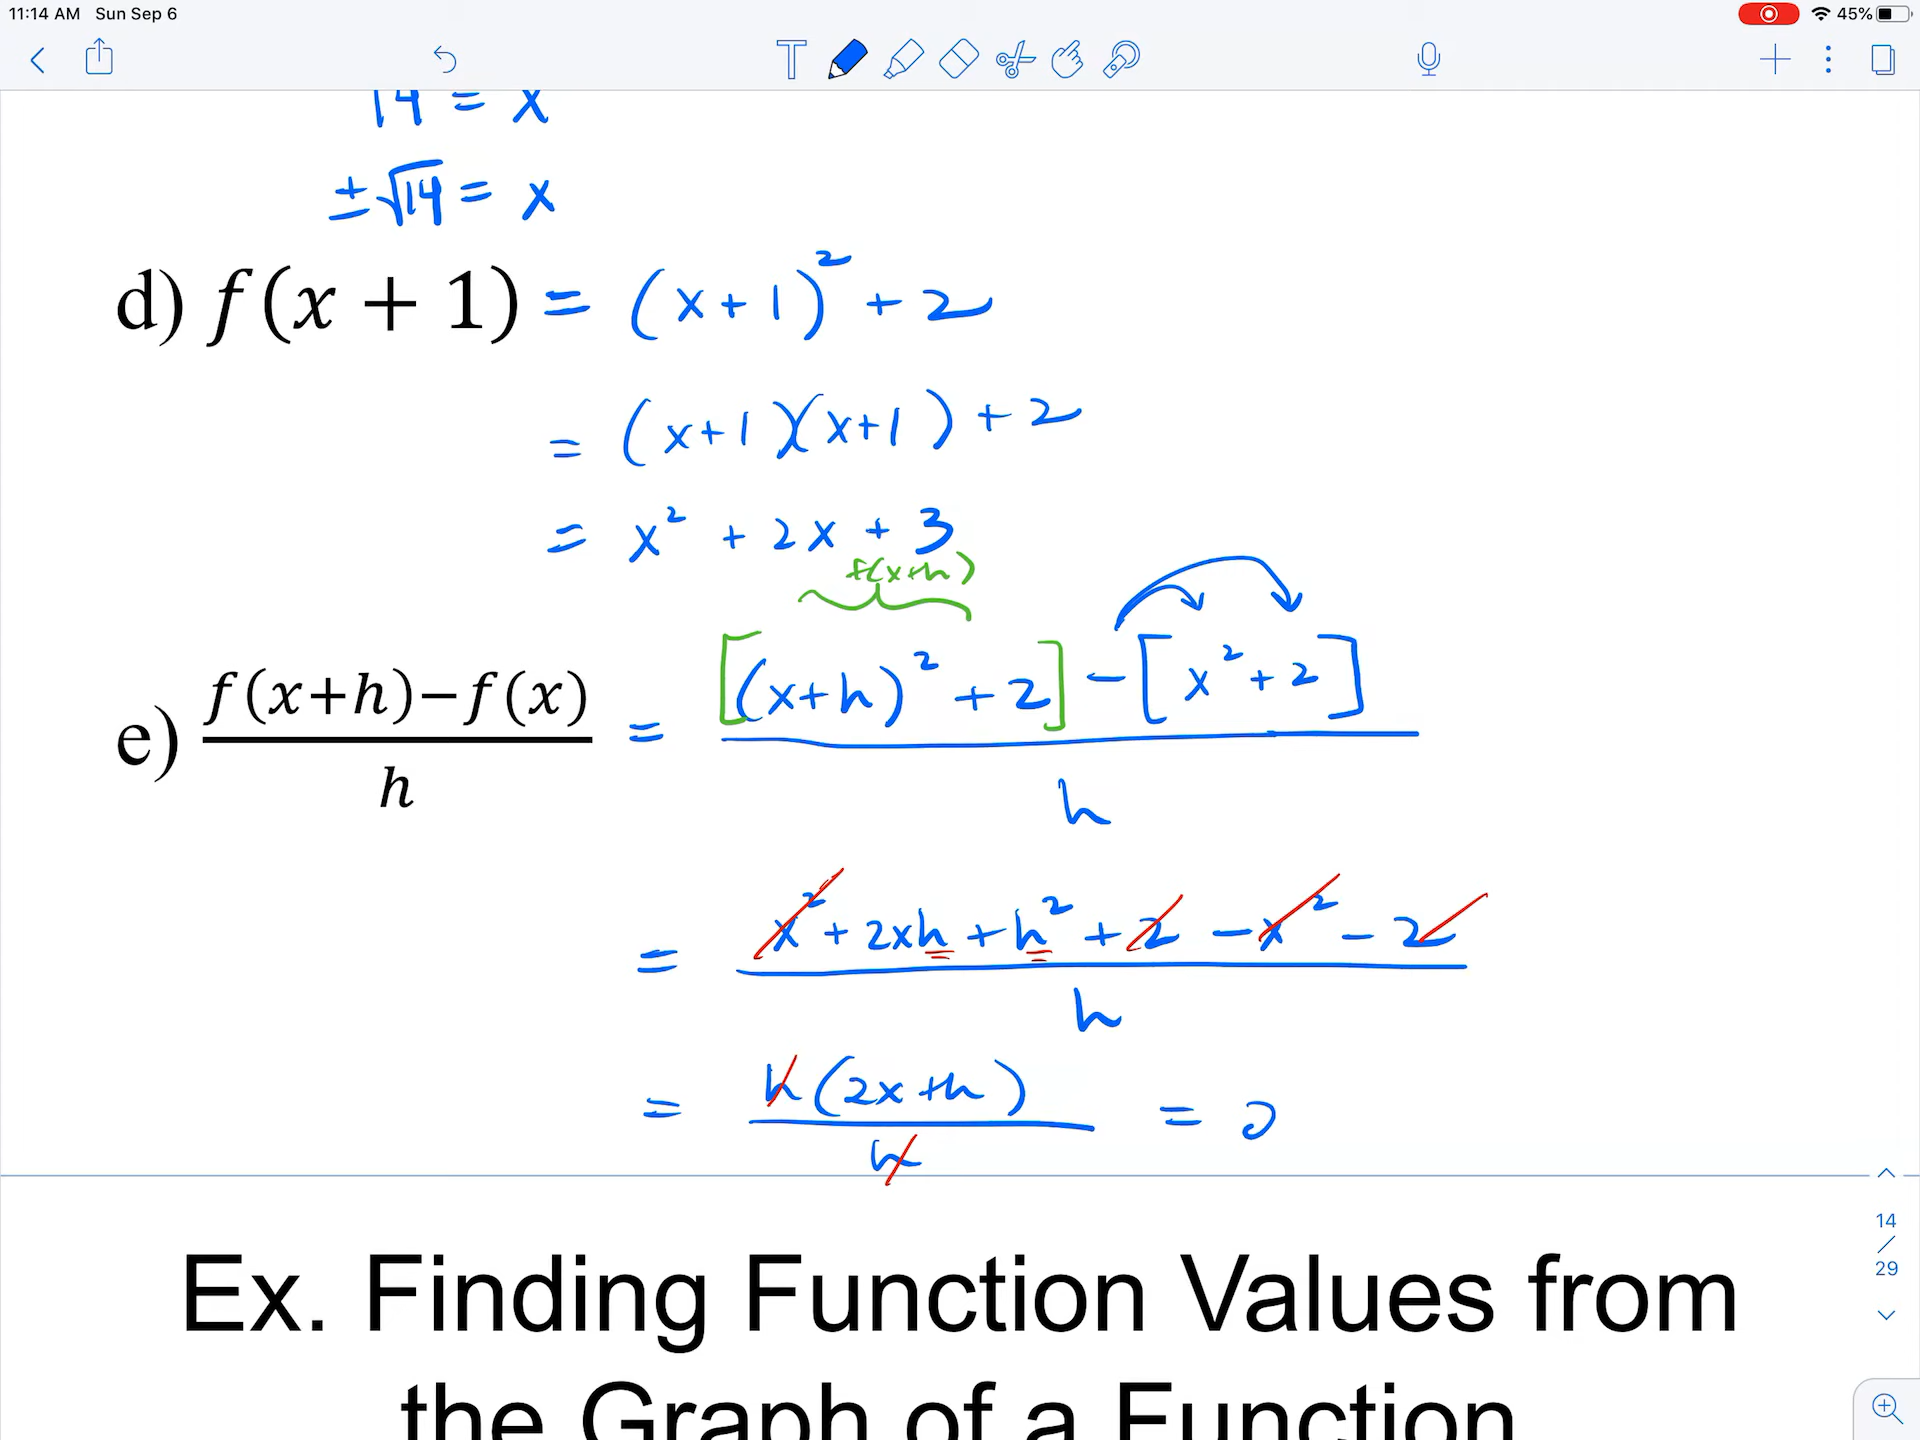 11:14 AM Sun Sep 6 45%
T
14 = x
±√14 = x
d) f(x + 1) = (x+1)² + 2
= (x+1)(x+1) + 2
= x² + 2x + 3
f(x+h)
e) f(x+h)−f(x) / h = [(x+h)² + 2] − [x² + 2] / h
= x² + 2xh + h² + 2 − x² − 2 / h
= h(2x+h) / h =
14 / 29
Ex. Finding Function Values from
the Graph of a Function